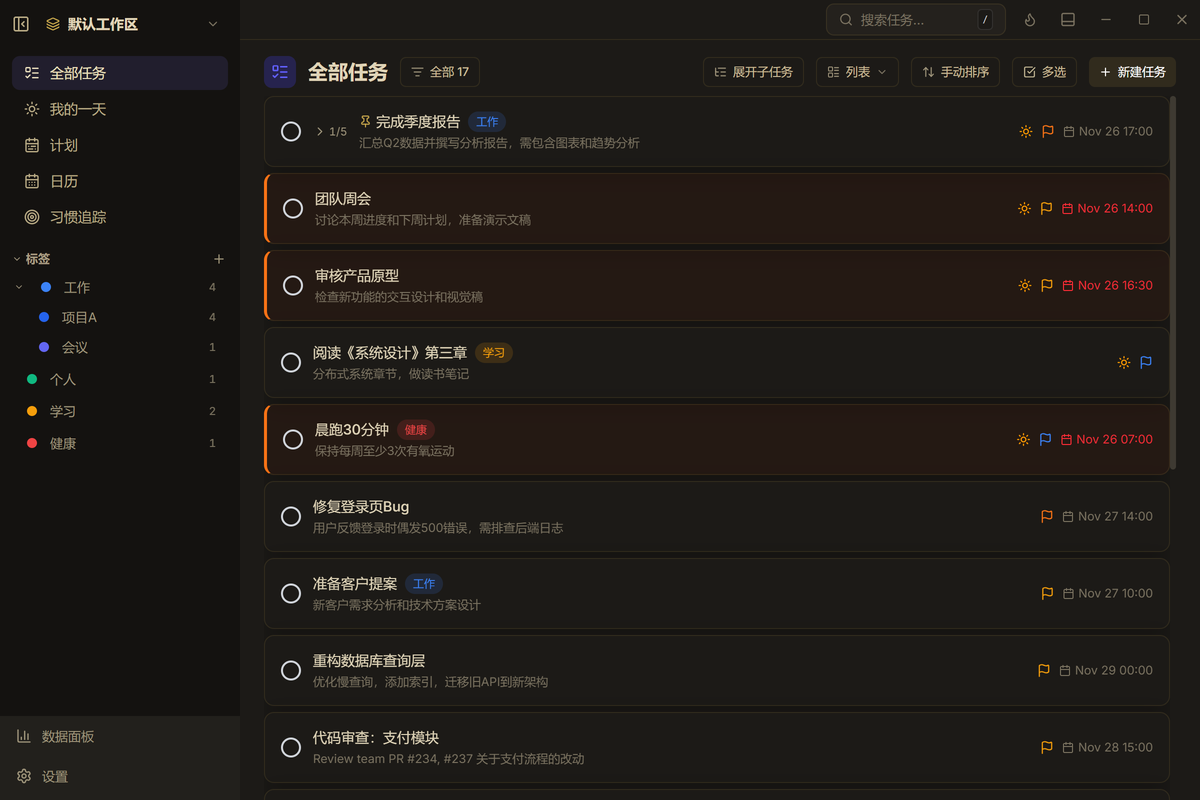 默认工作区
搜索任务... /
全部任务
我的一天
计划
日历
习惯追踪
标签
工作 4
项目A 4
会议 1
个人 1
学习 2
健康 1
数据面板
设置
全部任务 全部 17 展开子任务 列表 手动排序 多选 新建任务
1/5 完成季度报告 工作 Nov 26 17:00
汇总Q2数据并撰写分析报告，需包含图表和趋势分析
团队周会 Nov 26 14:00
讨论本周进度和下周计划，准备演示文稿
审核产品原型 Nov 26 16:30
检查新功能的交互设计和视觉稿
阅读《系统设计》第三章 学习
分布式系统章节，做读书笔记
晨跑30分钟 健康 Nov 26 07:00
保持每周至少3次有氧运动
修复登录页Bug Nov 27 14:00
用户反馈登录时偶发500错误，需排查后端日志
准备客户提案 工作 Nov 27 10:00
新客户需求分析和技术方案设计
重构数据库查询层 Nov 29 00:00
优化慢查询，添加索引，迁移旧API到新架构
代码审查：支付模块 Nov 28 15:00
Review team PR #234, #237 关于支付流程的改动